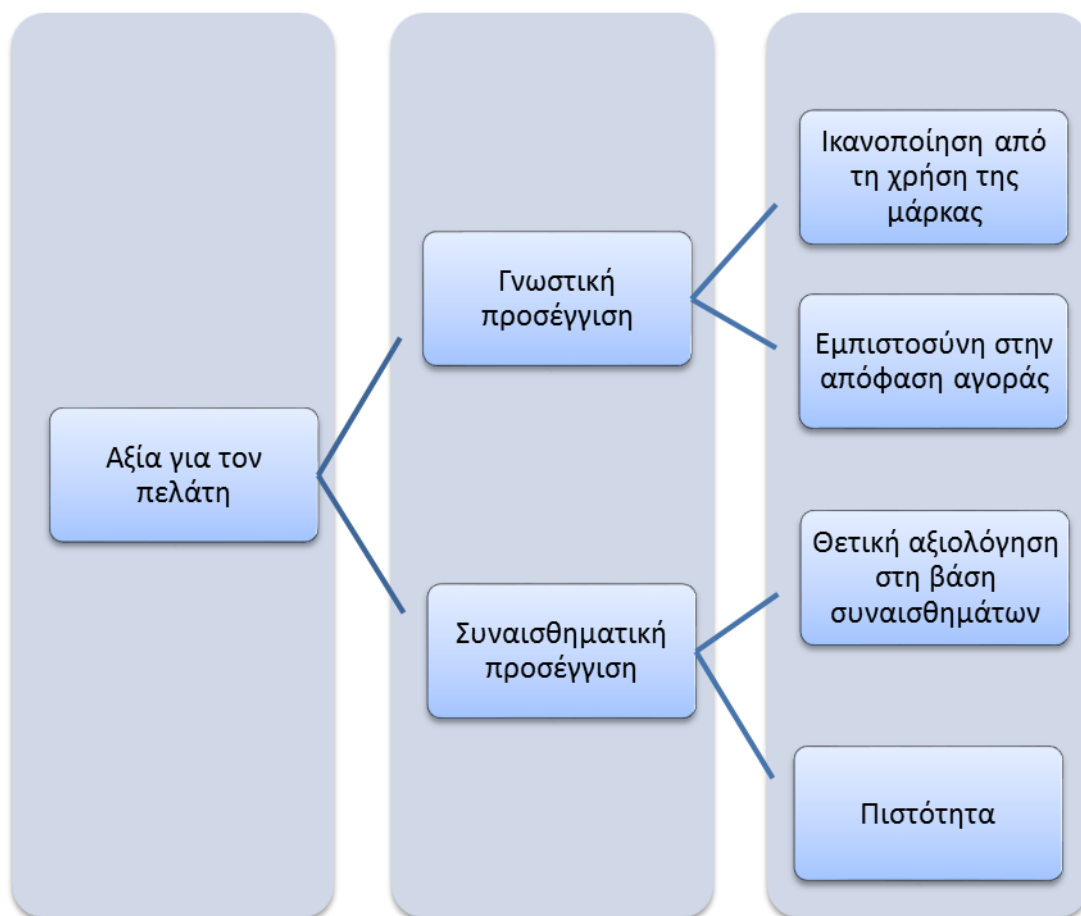 Αξία για τον
πελάτη
Γνωστική
προσέγγιση
Συναισθηματική
προσέγγιση
Ικανοποίηση από
τη χρήση της
μάρκας
Εμπιστοσύνη στην
απόφαση αγοράς
Θετική αξιολόγηση
στη βάση
συναισθημάτων
Πιστότητα